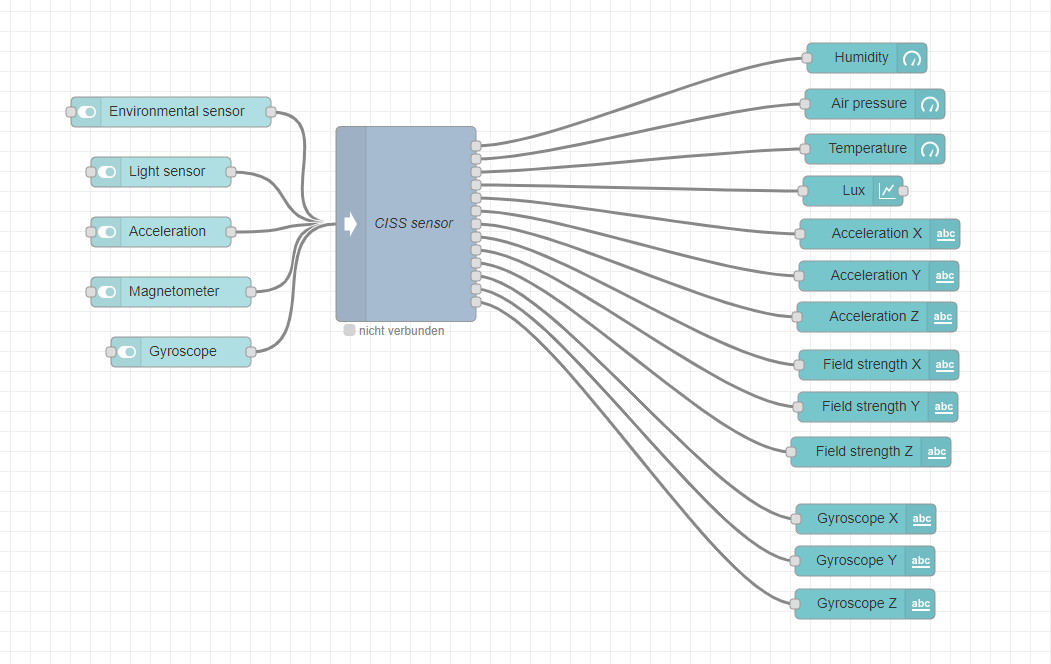 Environmental sensor
Light sensor
Acceleration
Magnetometer
Gyroscope
CISS sensor
nicht verbunden
Humidity
Air pressure
Temperature
Lux
Acceleration X abc
Acceleration Y abc
Acceleration Z abc
Field strength X abc
Field strength Y abc
Field strength Z abc
Gyroscope X abc
Gyroscope Y abc
Gyroscope Z abc